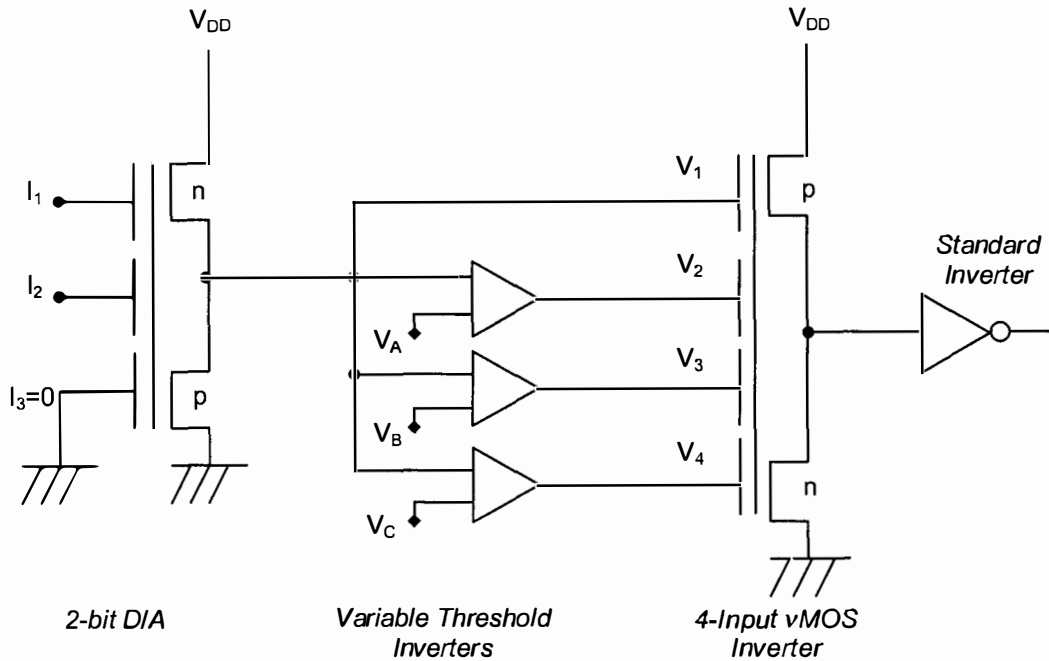 V_DD
V_DD
I_1
n
V_1
p
Standard
Inverter
I_2
V_2
V_A
V_3
I_3=0
p
V_B
V_4
n
V_C
2-bit D/A
Variable Threshold
Inverters
4-Input νMOS
Inverter